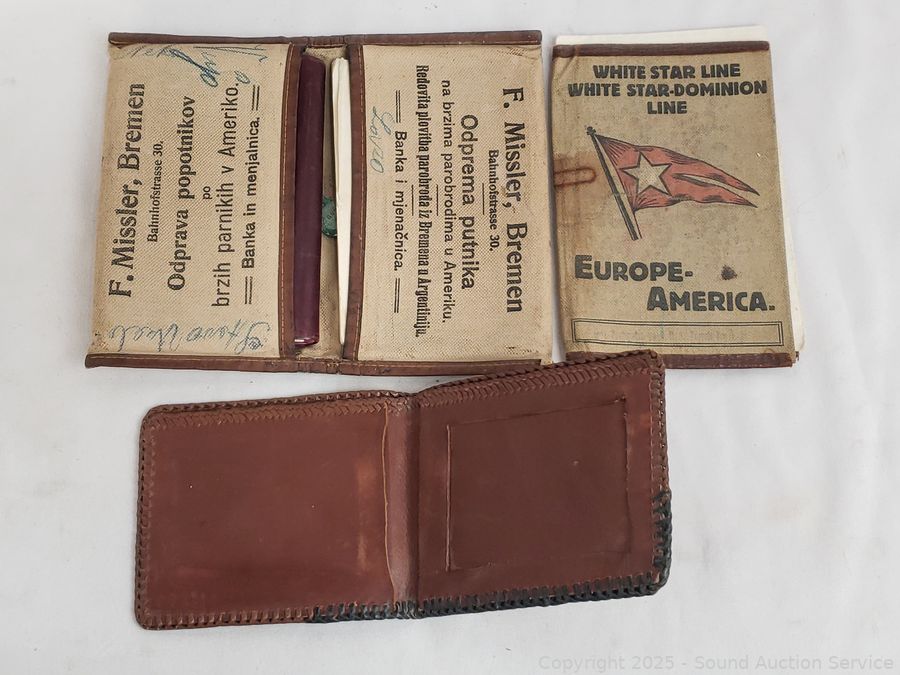 F. Missler, Bremen
Bahnhofstrasse 30.
Odprava popotnikov
po
brzih parnikih v Ameriko.
Banka in menjalnica.
F. Missler, Bremen
Bahnhofstrasse 30.
Odprema putnika
na brzima parobrodima u Ameriku.
Redovita plovitba parobroda iz Bremena u Argentiniju.
Banka i mjenačnica.
WHITE STAR LINE
WHITE STAR-DOMINION
LINE
EUROPE-
AMERICA.
Copyright 2025 - Sound Auction Service